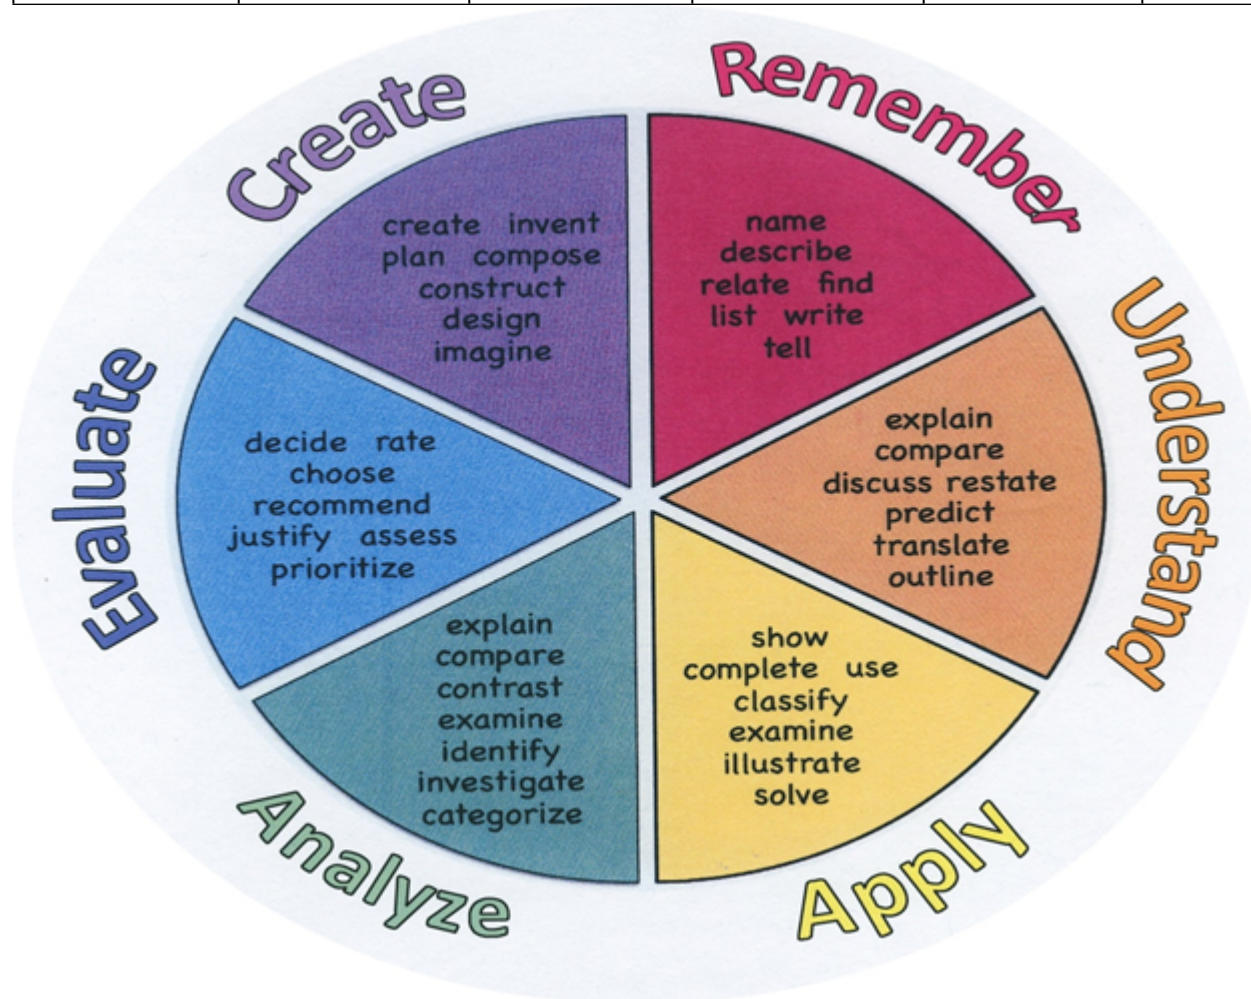 Remember
name
describe
relate find
list write
tell
Understand
explain
compare
discuss restate
predict
translate
outline
Apply
show
complete use
classify
examine
illustrate
solve
Analyze
explain
compare
contrast
examine
identify
investigate
categorize
Evaluate
decide rate
choose
recommend
justify assess
prioritize
Create
create invent
plan compose
construct
design
imagine